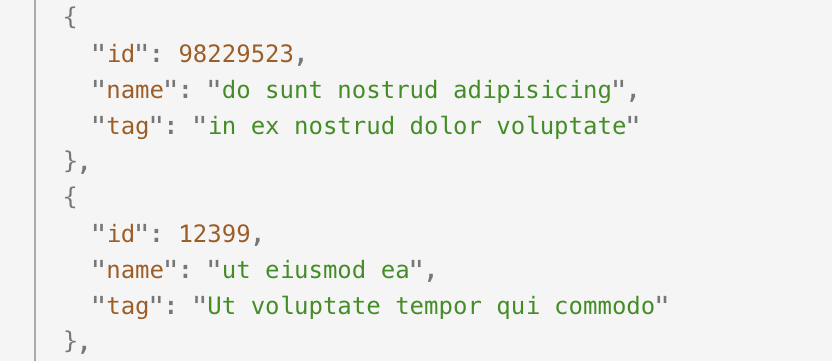 {
"id": 98229523,
"name": "do sunt nostrud adipisicing",
"tag": "in ex nostrud dolor voluptate"
},
{
"id": 12399,
"name": "ut eiusmod ea",
"tag": "Ut voluptate tempor qui commodo"
},